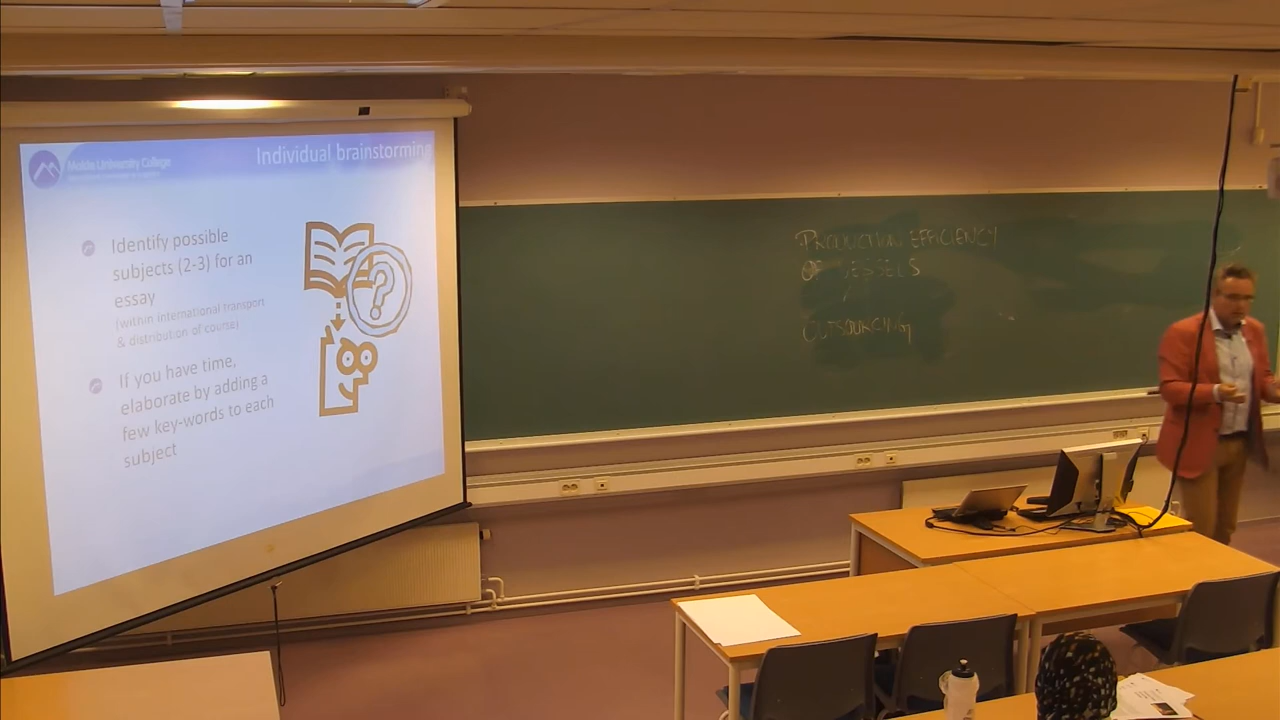 Molde University College
Individual brainstorming
Identify possible
subjects (2-3) for an
essay
(within international transport
& distribution of course)
If you have time,
elaborate by adding a
few key-words to each
subject
PRODUCTION EFFICIENCY
OF VESSELS
/
OUTSOURCING